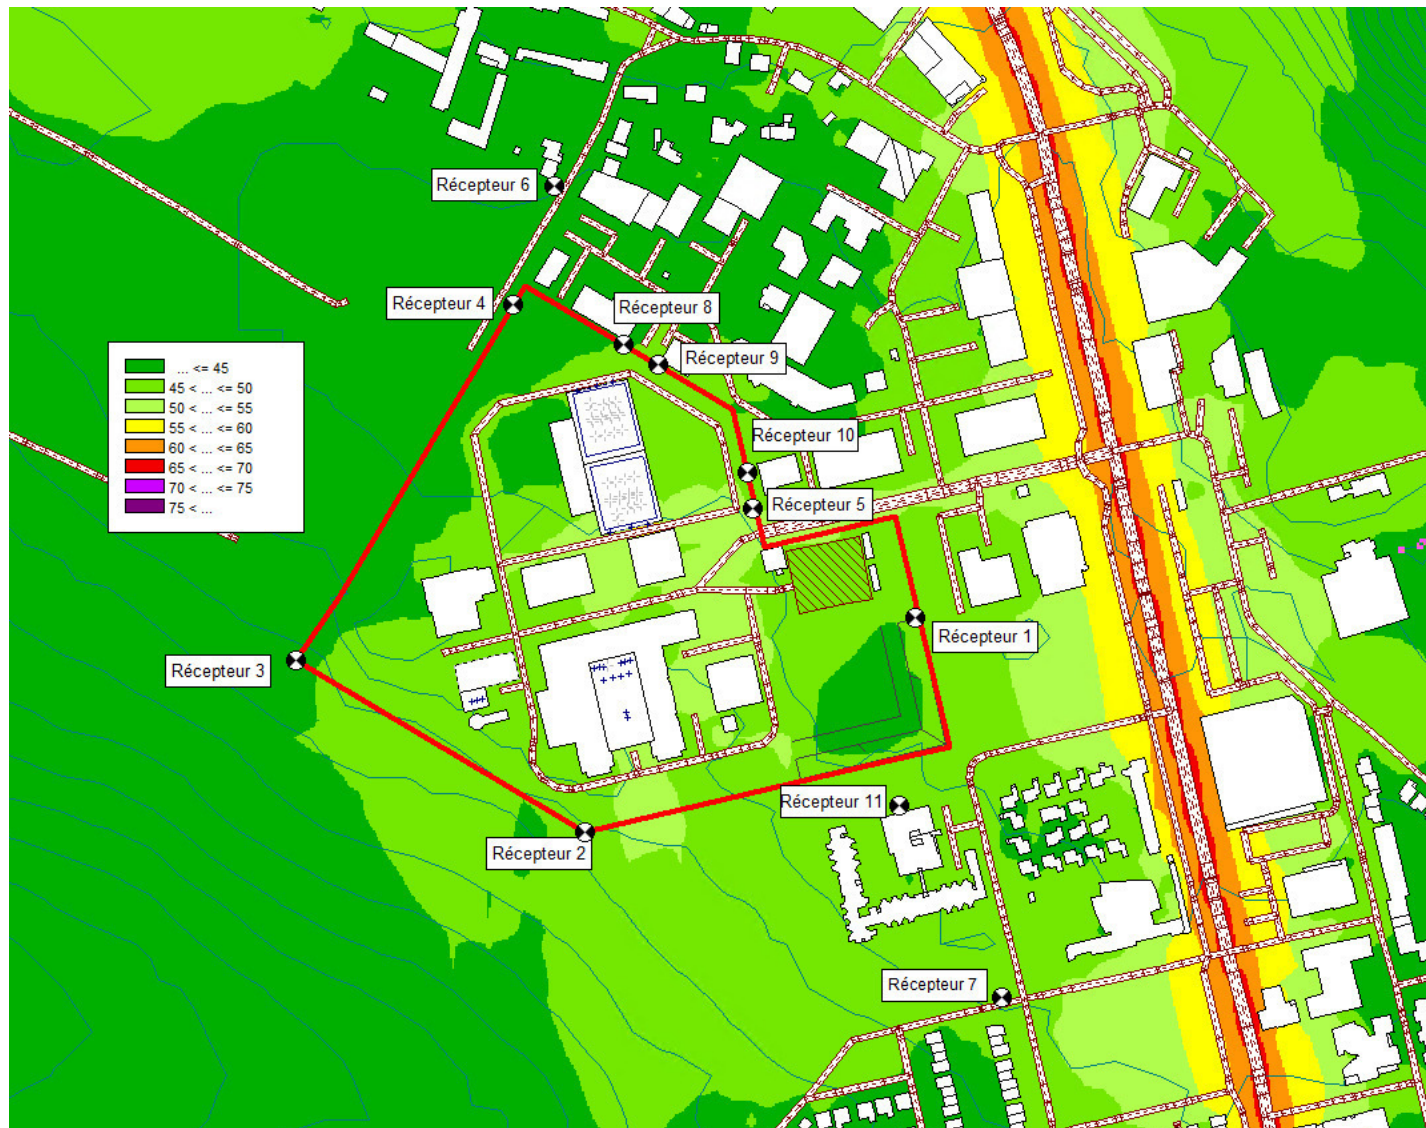 Récepteur 6
Récepteur 4
Récepteur 8
Récepteur 9
... <= 45
45 < ... <= 50
50 < ... <= 55
55 < ... <= 60
60 < ... <= 65
65 < ... <= 70
70 < ... <= 75
75 < ...
Récepteur 10
Récepteur 5
Récepteur 1
Récepteur 3
Récepteur 11
Récepteur 2
Récepteur 7